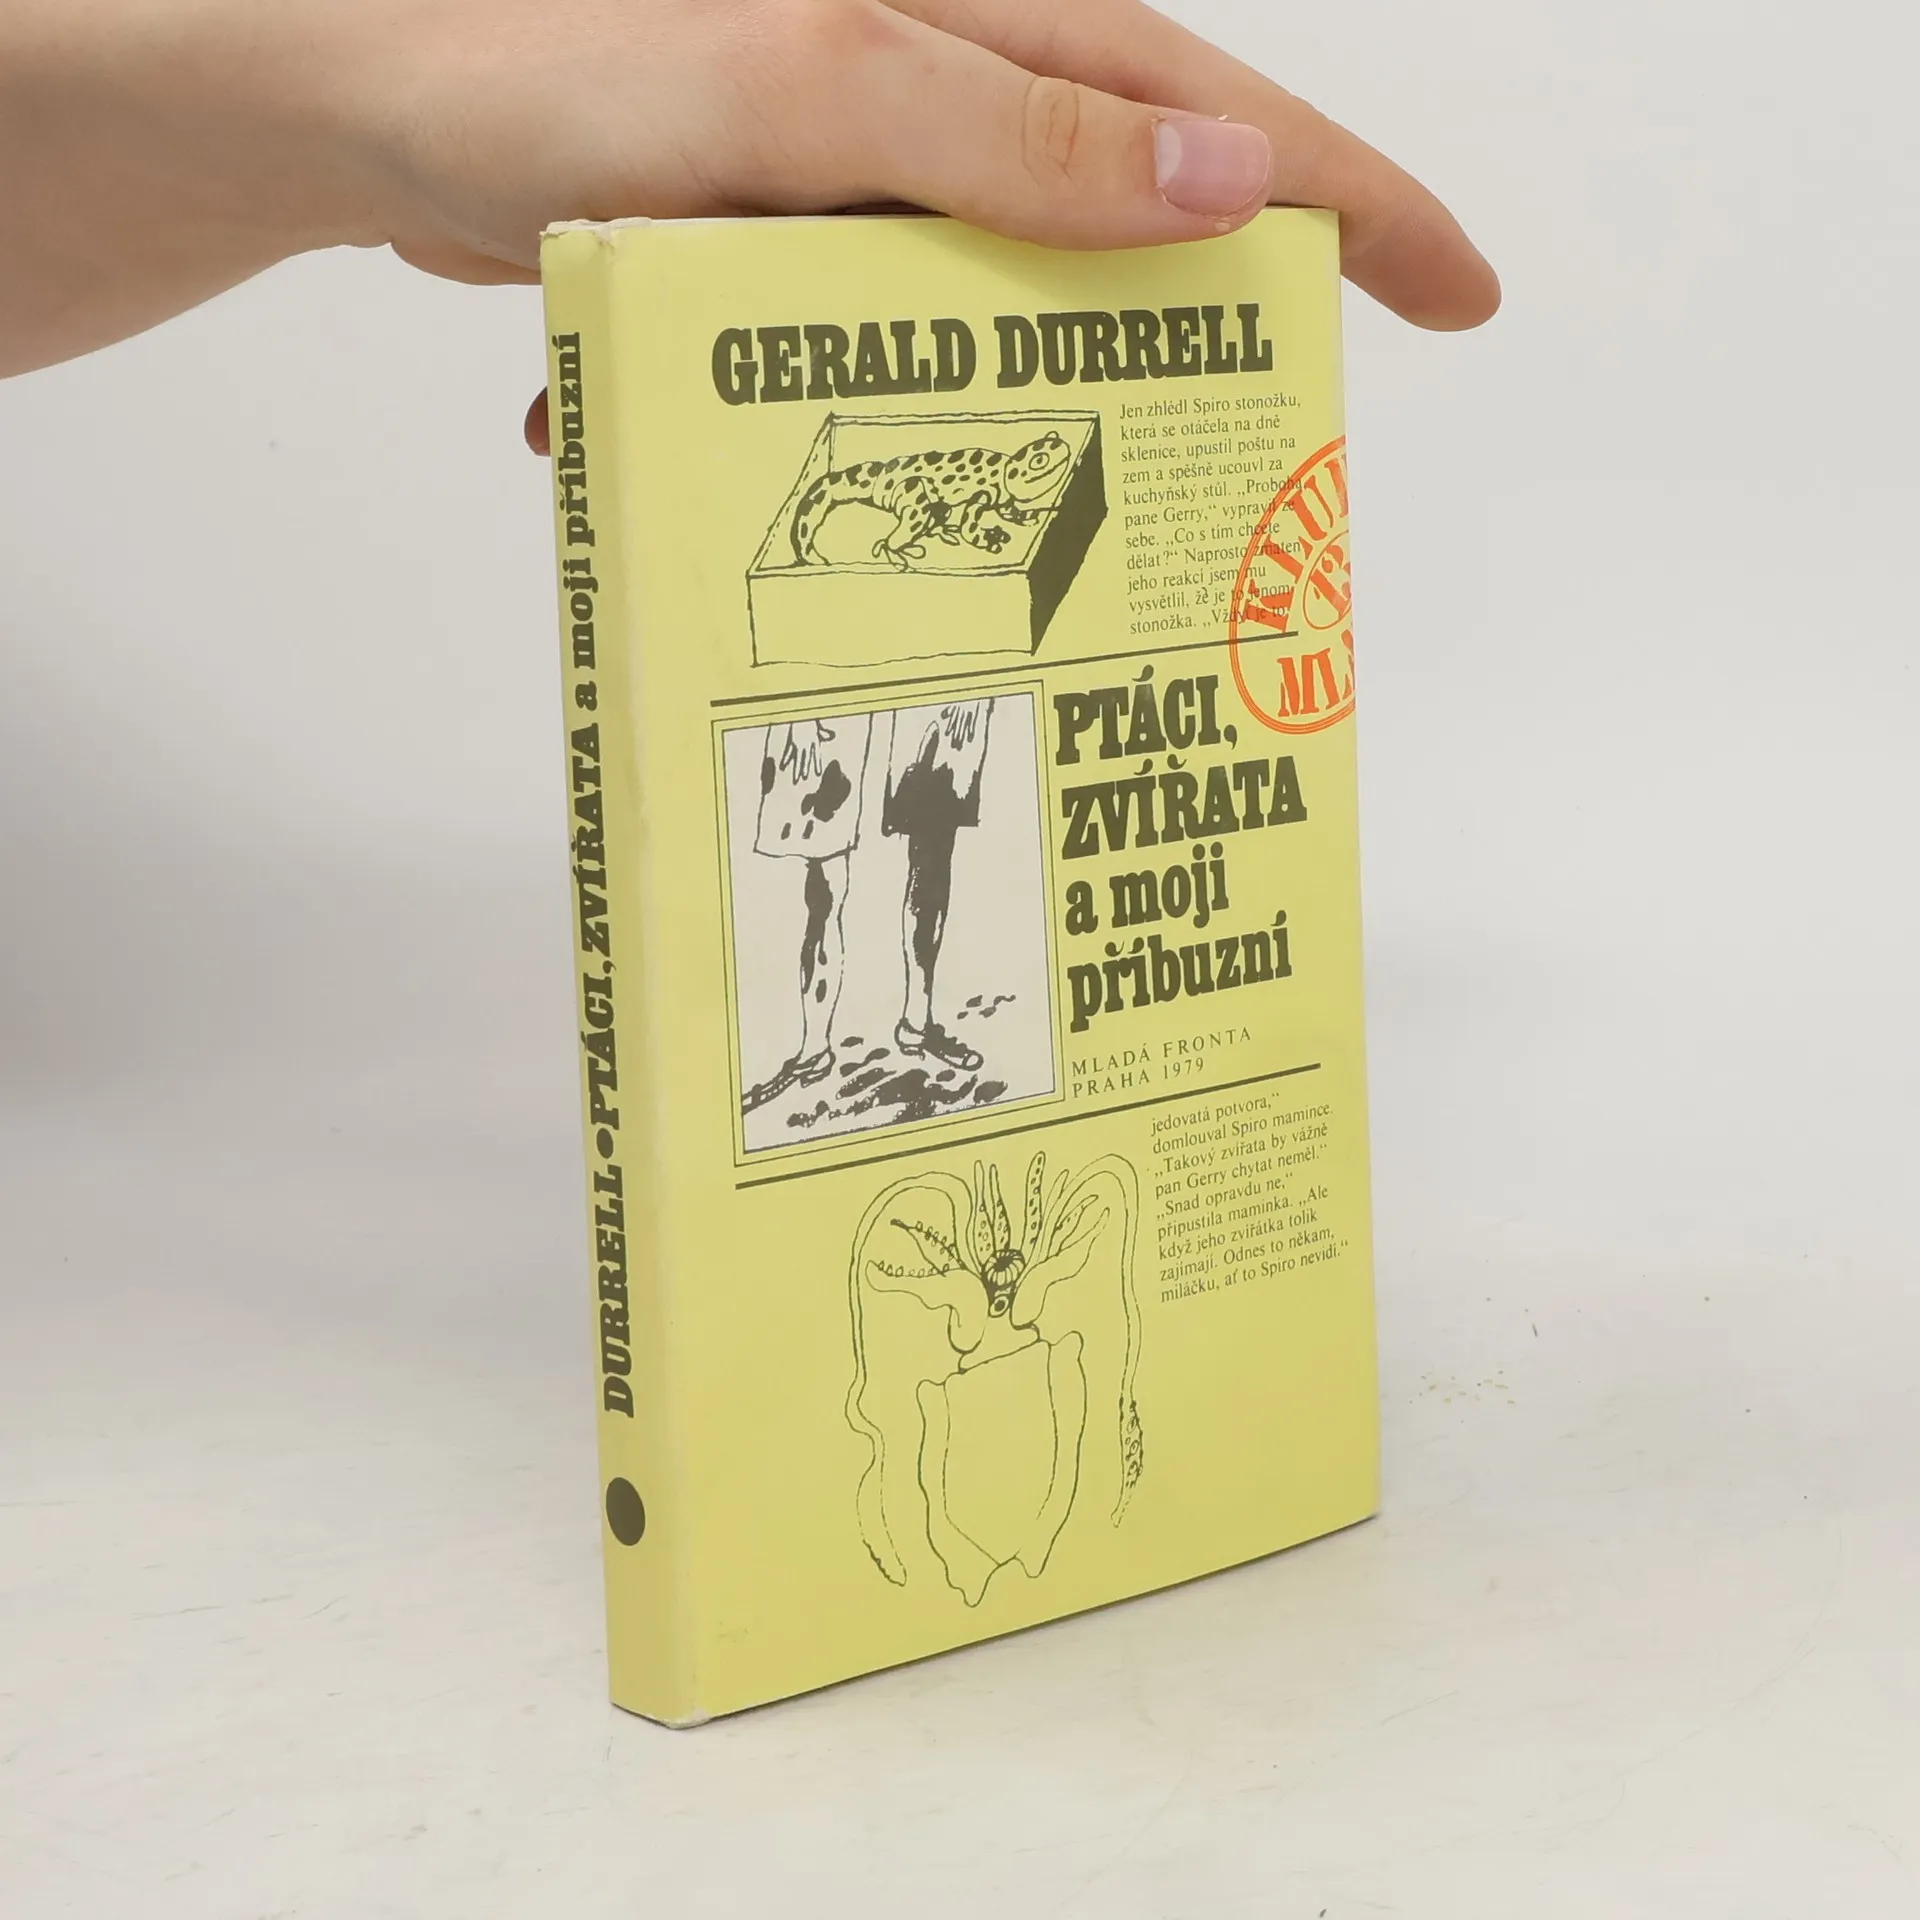 DURRELL • PTÁCI, ZVÍŘATA a moji příbuzní
GERALD DURRELL
Jen zhlédl Spiro stonožku,
která se otáčela na dně
sklenice, upustil poštu na
zem a spěšně ucouvl za
kuchyňský stůl. „Proboha,
pane Gerry,“ vypravil ze
sebe. „Co s tím chcete
dělat?“ Naprosto zmaten
jeho reakcí jsem mu
vysvětlil, že je to jenom
stonožka. „Vždyť je to
PTÁCI,
ZVÍŘATA
a moji
příbuzní
MLADÁ FRONTA
PRAHA 1979
jedovatá potvora,“
domlouval Spiro mamince.
„Takový zvířata by vážně
pan Gerry chytat neměl.“
„Snad opravdu ne,“
připustila maminka. „Ale
když jeho zvířátka tolik
zajímají. Odnes to někam,
miláčku, ať to Spiro nevidí.“